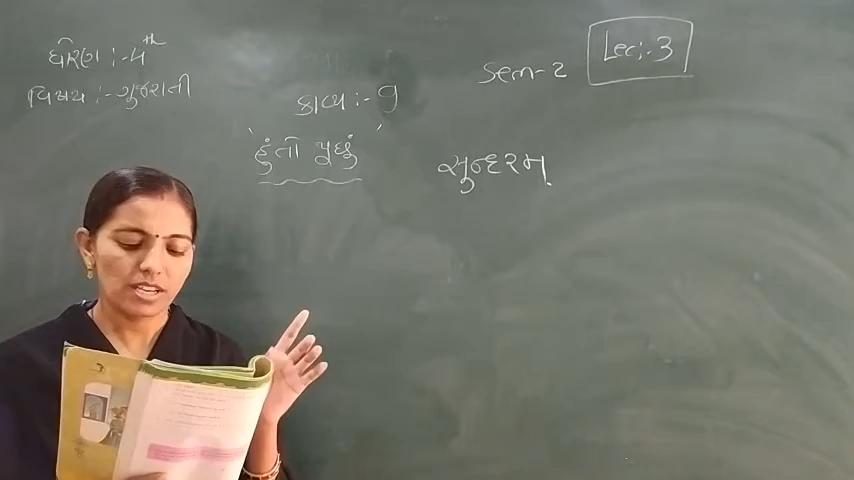 ધોરણ :- 4th
વિષય :- ગુજરાતી
કાવ્ય :- 9
Sem-2
Lec:-3
'હું તો પૂછું'
સુન્દરમ્